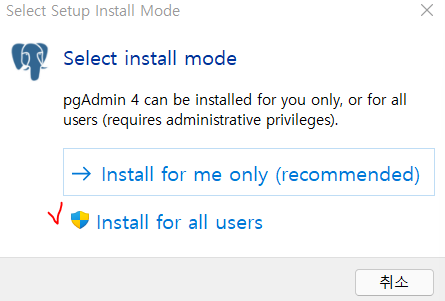 Select Setup Install Mode
Select install mode
pgAdmin 4 can be installed for you only, or for all
users (requires administrative privileges).
Install for me only (recommended)
Install for all users
취소